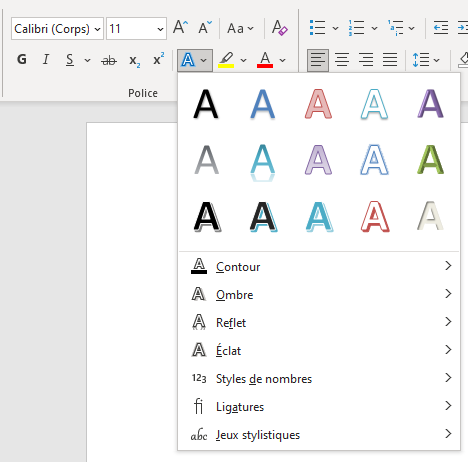 Calibri (Corps) 11 A A Aa A
G I S ab x₂ x² A A
Police
A A A A A
A A A A A
A A A A A
Contour
Ombre
Reflet
Éclat
123 Styles de nombres
fi Ligatures
abc Jeux stylistiques